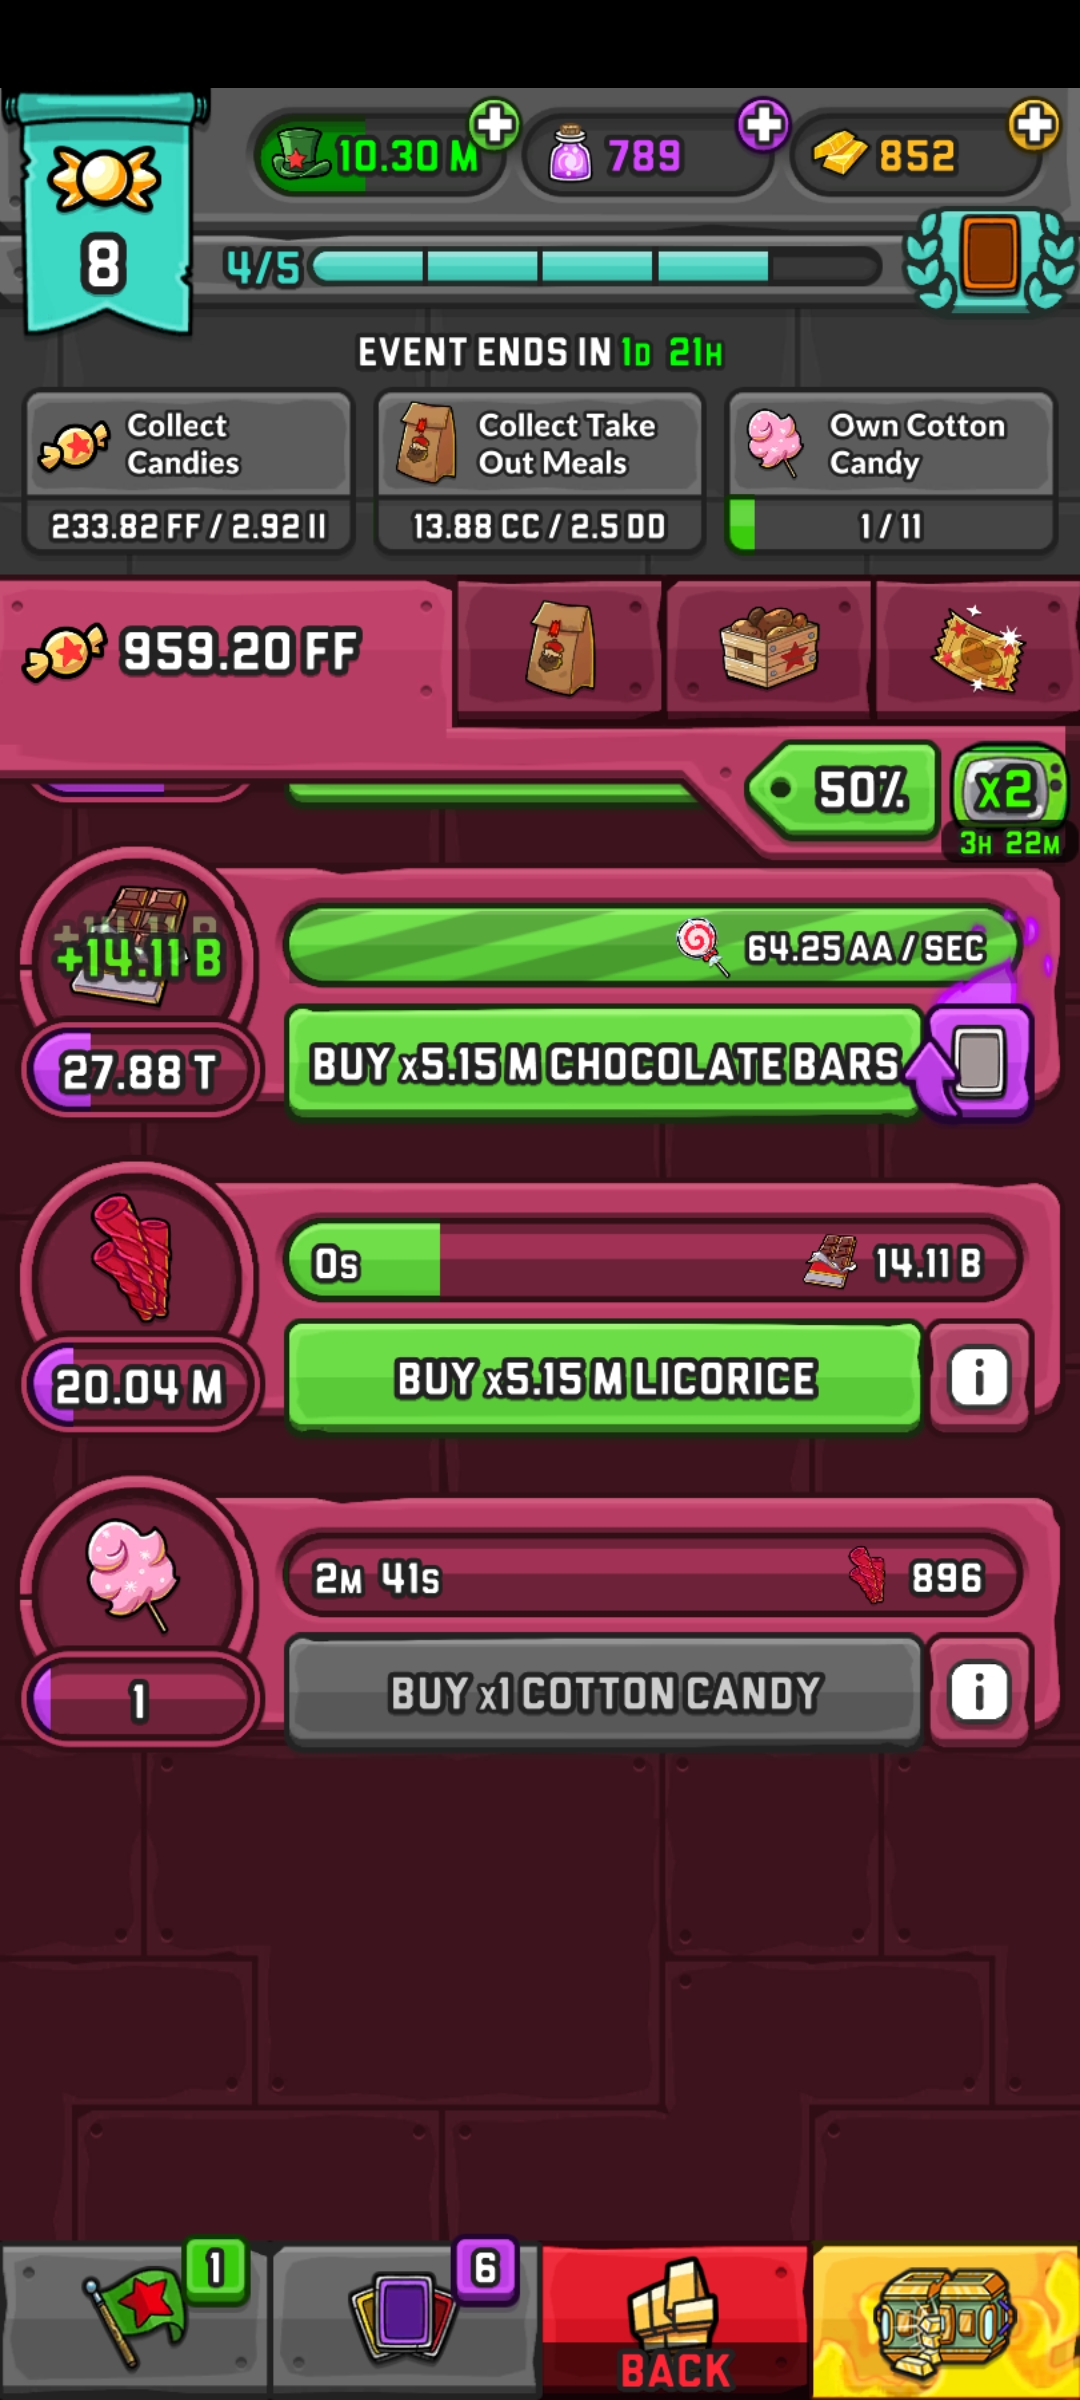 10.30 M
789
852
8
4/5
EVENT ENDS IN 1D 21H
Collect
Candies
233.82 FF / 2.92 II
Collect Take
Out Meals
13.88 CC / 2.5 DD
Own Cotton
Candy
1 / 11
959.20 FF
50%
x2
3H 22M
+14.11 B
64.25 AA / SEC
27.88 T
BUY x5.15 M CHOCOLATE BARS
0s
14.11 B
20.04 M
BUY x5.15 M LICORICE
i
2M 41s
896
1
BUY x1 COTTON CANDY
i
1
6
BACK